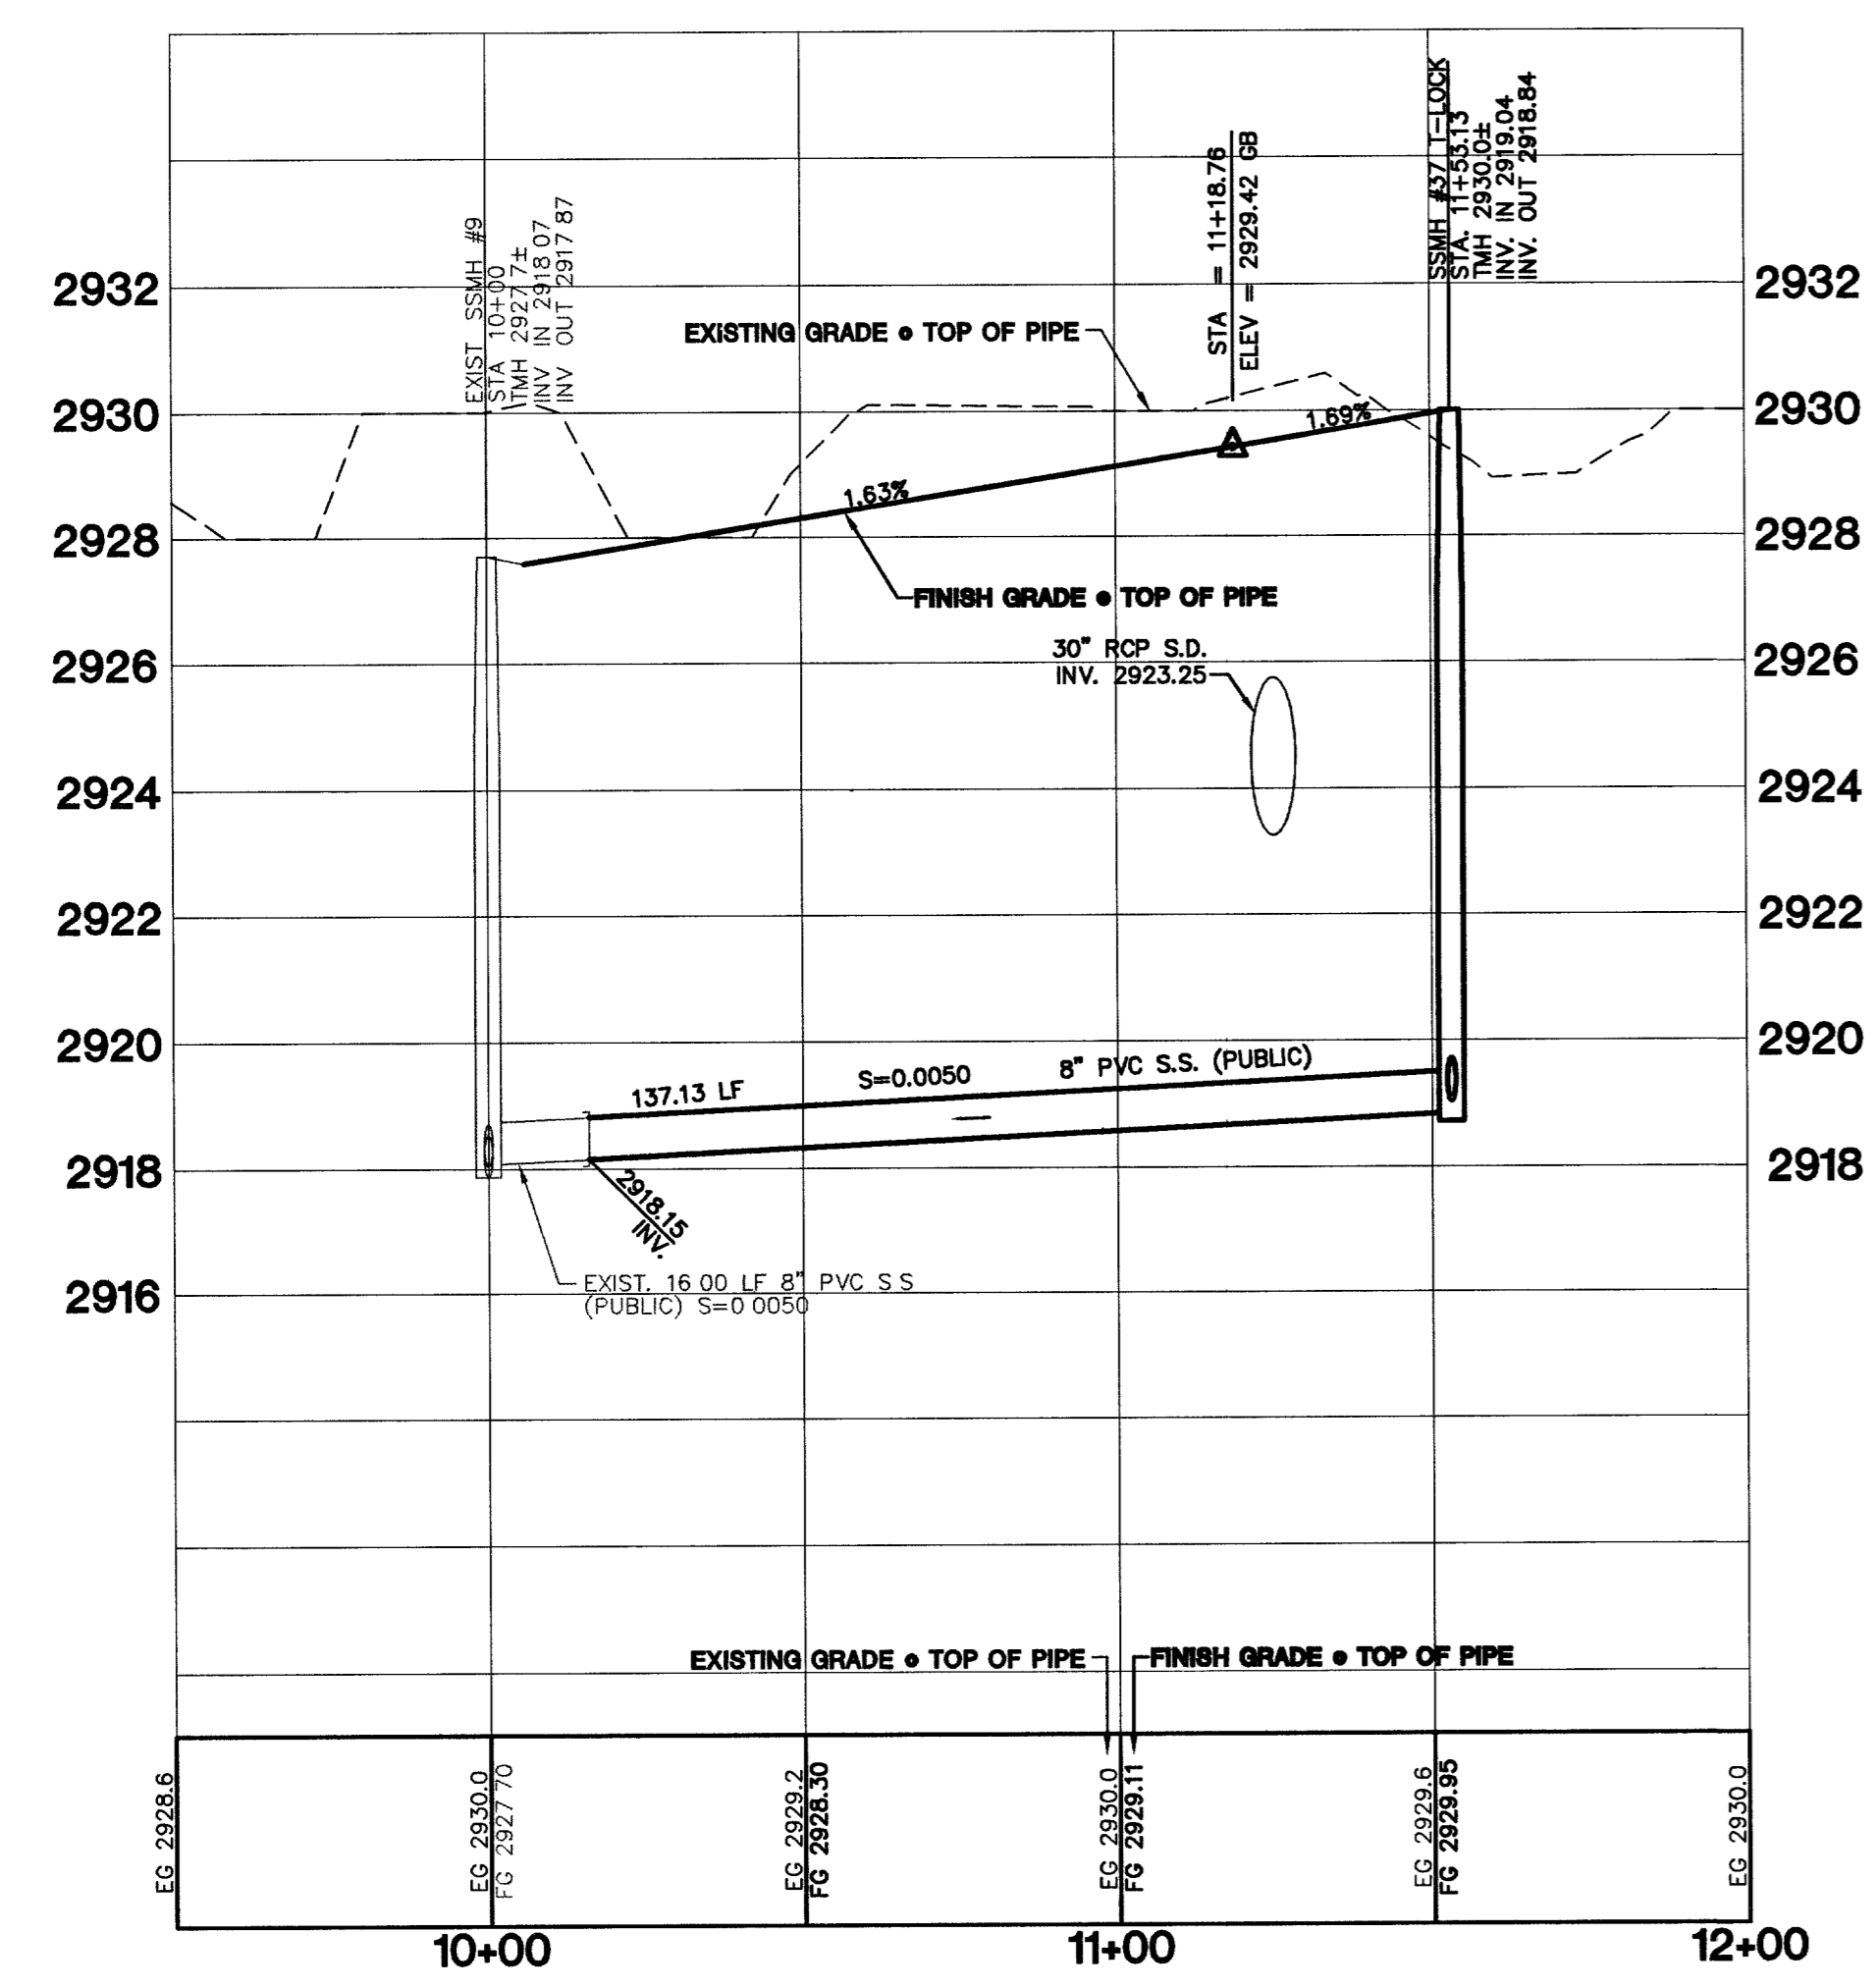 EXIST SSMH #9
STA 10+00
TMH 2927 7±
INV IN 2918 07
INV OUT 2917 87
STA = 11+18.76
ELEV = 2929.42 GB
SSMH #37 T-LOCK
STA. 11+53.13
TMH 2930.0±
INV. IN 2919.04
INV. OUT 2918.84
2932
2932
EXISTING GRADE @ TOP OF PIPE
2930
1.69%
2930
1.63%
2928
2928
FINISH GRADE @ TOP OF PIPE
30" RCP S.D.
INV. 2923.25
2926
2926
2924
2924
2922
2922
2920
137.13 LF
S=0.0050
8" PVC S.S. (PUBLIC)
2920
2918
2918
2918.15
INV.
EXIST. 16 00 LF 8" PVC S S
(PUBLIC) S=0 0050
2916
EXISTING GRADE @ TOP OF PIPE
FINISH GRADE @ TOP OF PIPE
EG 2928.6
EG 2930.0
FG 2927 70
EG 2929.2
FG 2928.30
EG 2930.0
FG 2929.11
EG 2929.6
FG 2929.95
EG 2930.0
10+00
11+00
12+00